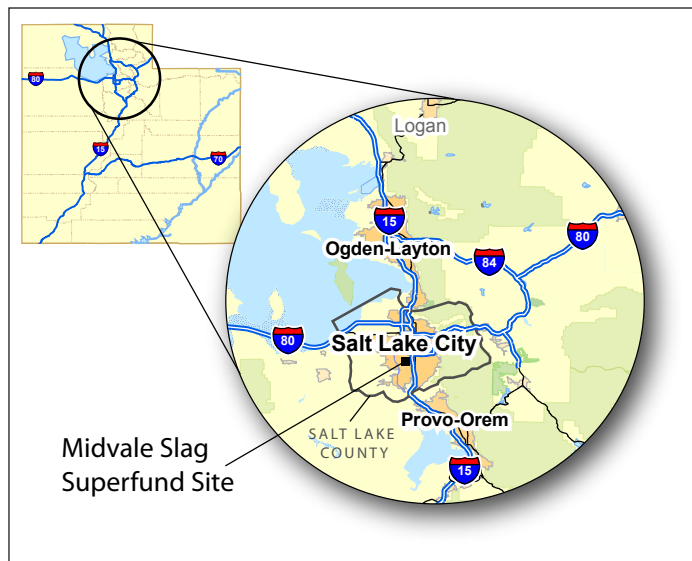 80
15
70
Logan
15
Ogden-Layton
84
80
80
Salt Lake City
Provo-Orem
SALT LAKE
COUNTY
15
Midvale Slag
Superfund Site